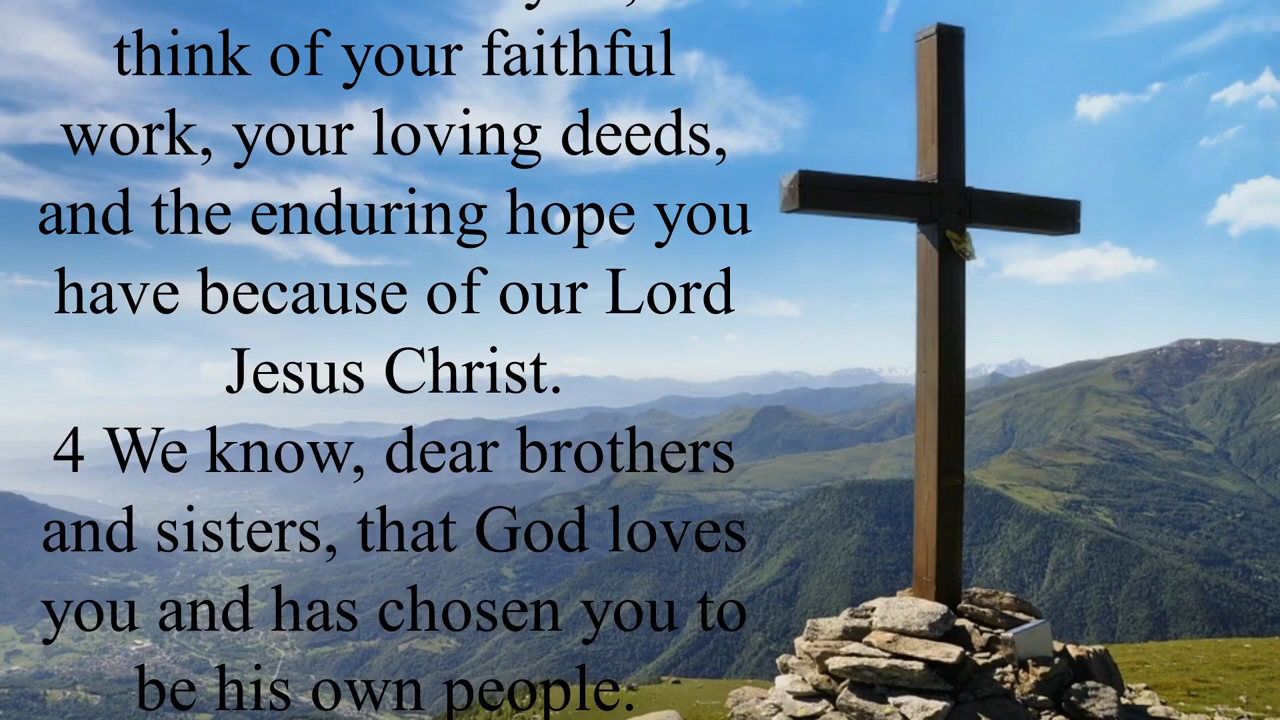 think of your faithful
work, your loving deeds,
and the enduring hope you
have because of our Lord
Jesus Christ.
4 We know, dear brothers
and sisters, that God loves
you and has chosen you to
be his own people.